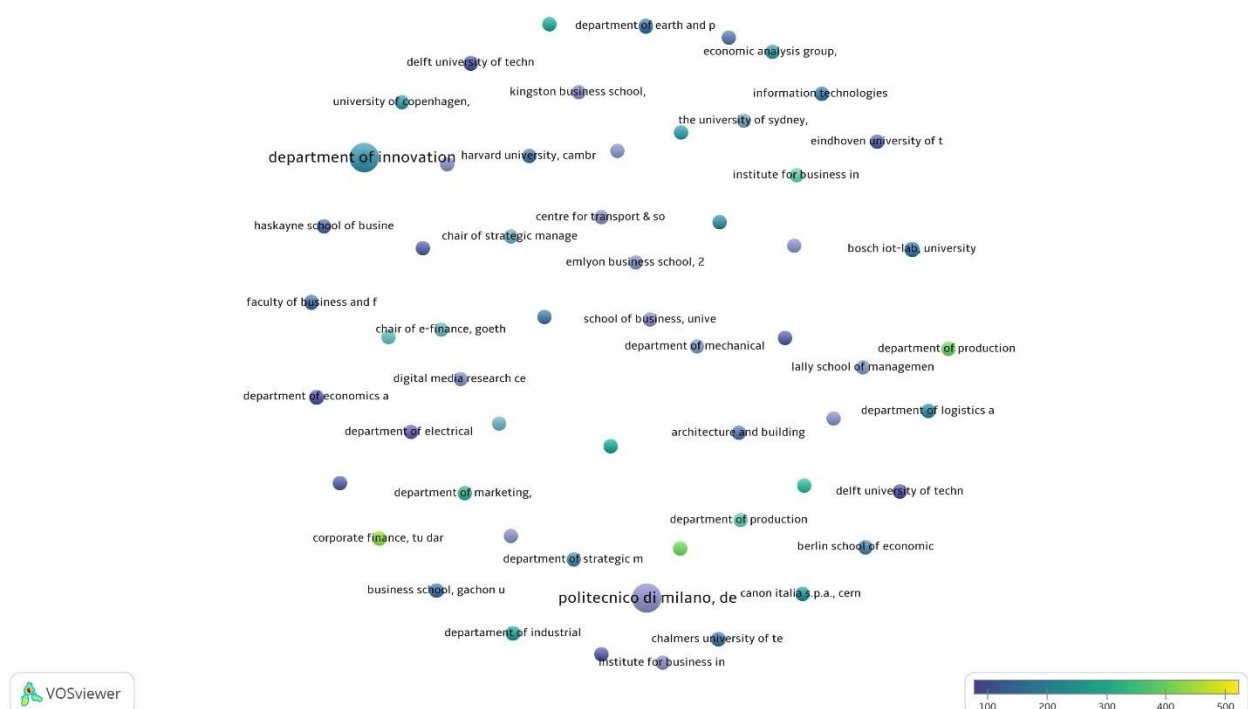 department of earth and p
economic analysis group,
delft university of techn
kingston business school,
information technologies
university of copenhagen,
the university of sydney,
eindhoven university of t
department of innovation
harvard university, cambr
institute for business in
centre for transport & so
haskayne school of busine
chair of strategic manage
bosch iot-lab, university
emlyon business school, 2
faculty of business and f
school of business, unive
chair of e-finance, goeth
department of mechanical
department of production
lally school of managemen
digital media research ce
department of economics a
department of logistics a
department of electrical
architecture and building
department of marketing,
delft university of techn
department of production
corporate finance, tu dar
berlin school of economic
department of strategic m
business school, gachon u
politecnico di milano, de
canon italia s.p.a., cern
departament of industrial
chalmers university of te
institute for business in
VOSviewer
100 200 300 400 500